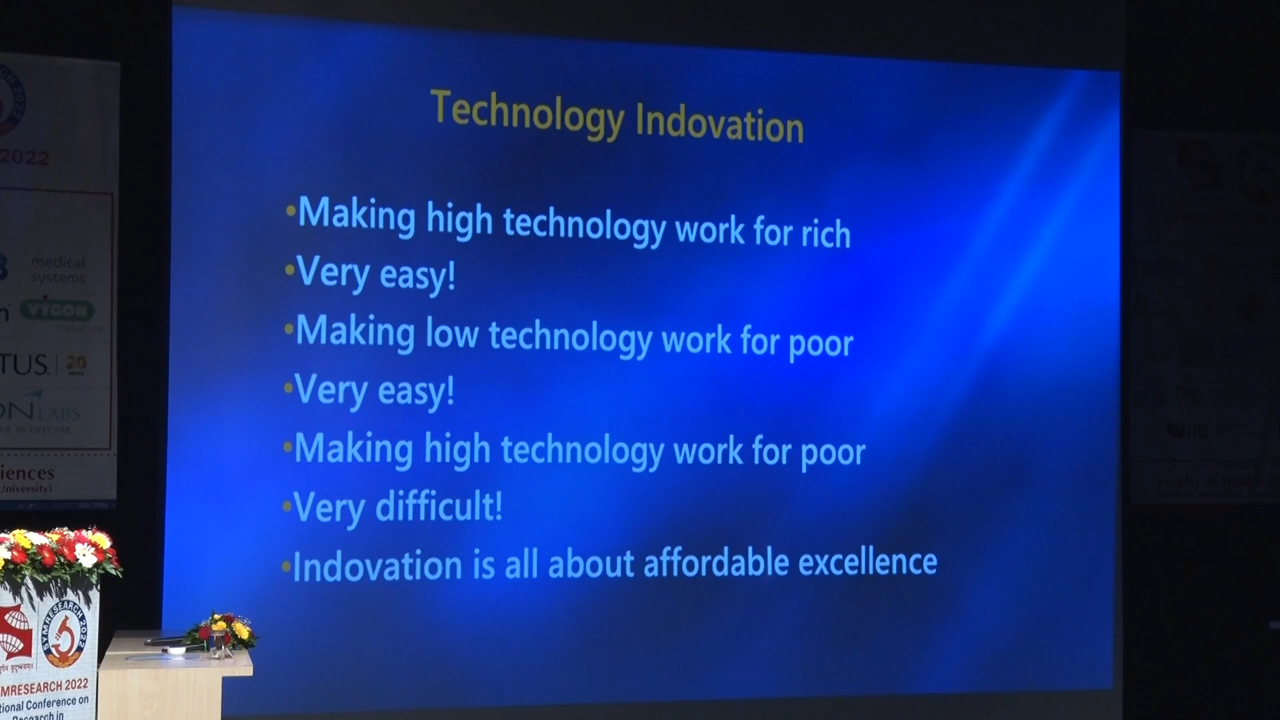 Technology Indovation
•Making high technology work for rich
•Very easy!
•Making low technology work for poor
•Very easy!
•Making high technology work for poor
•Very difficult!
•Indovation is all about affordable excellence
2022
medical
systems
VYGON
TUS
20
LABS
iences
University)
SYMRESEARCH 2022
MRESEARCH 2022
tional Conference on
Research in